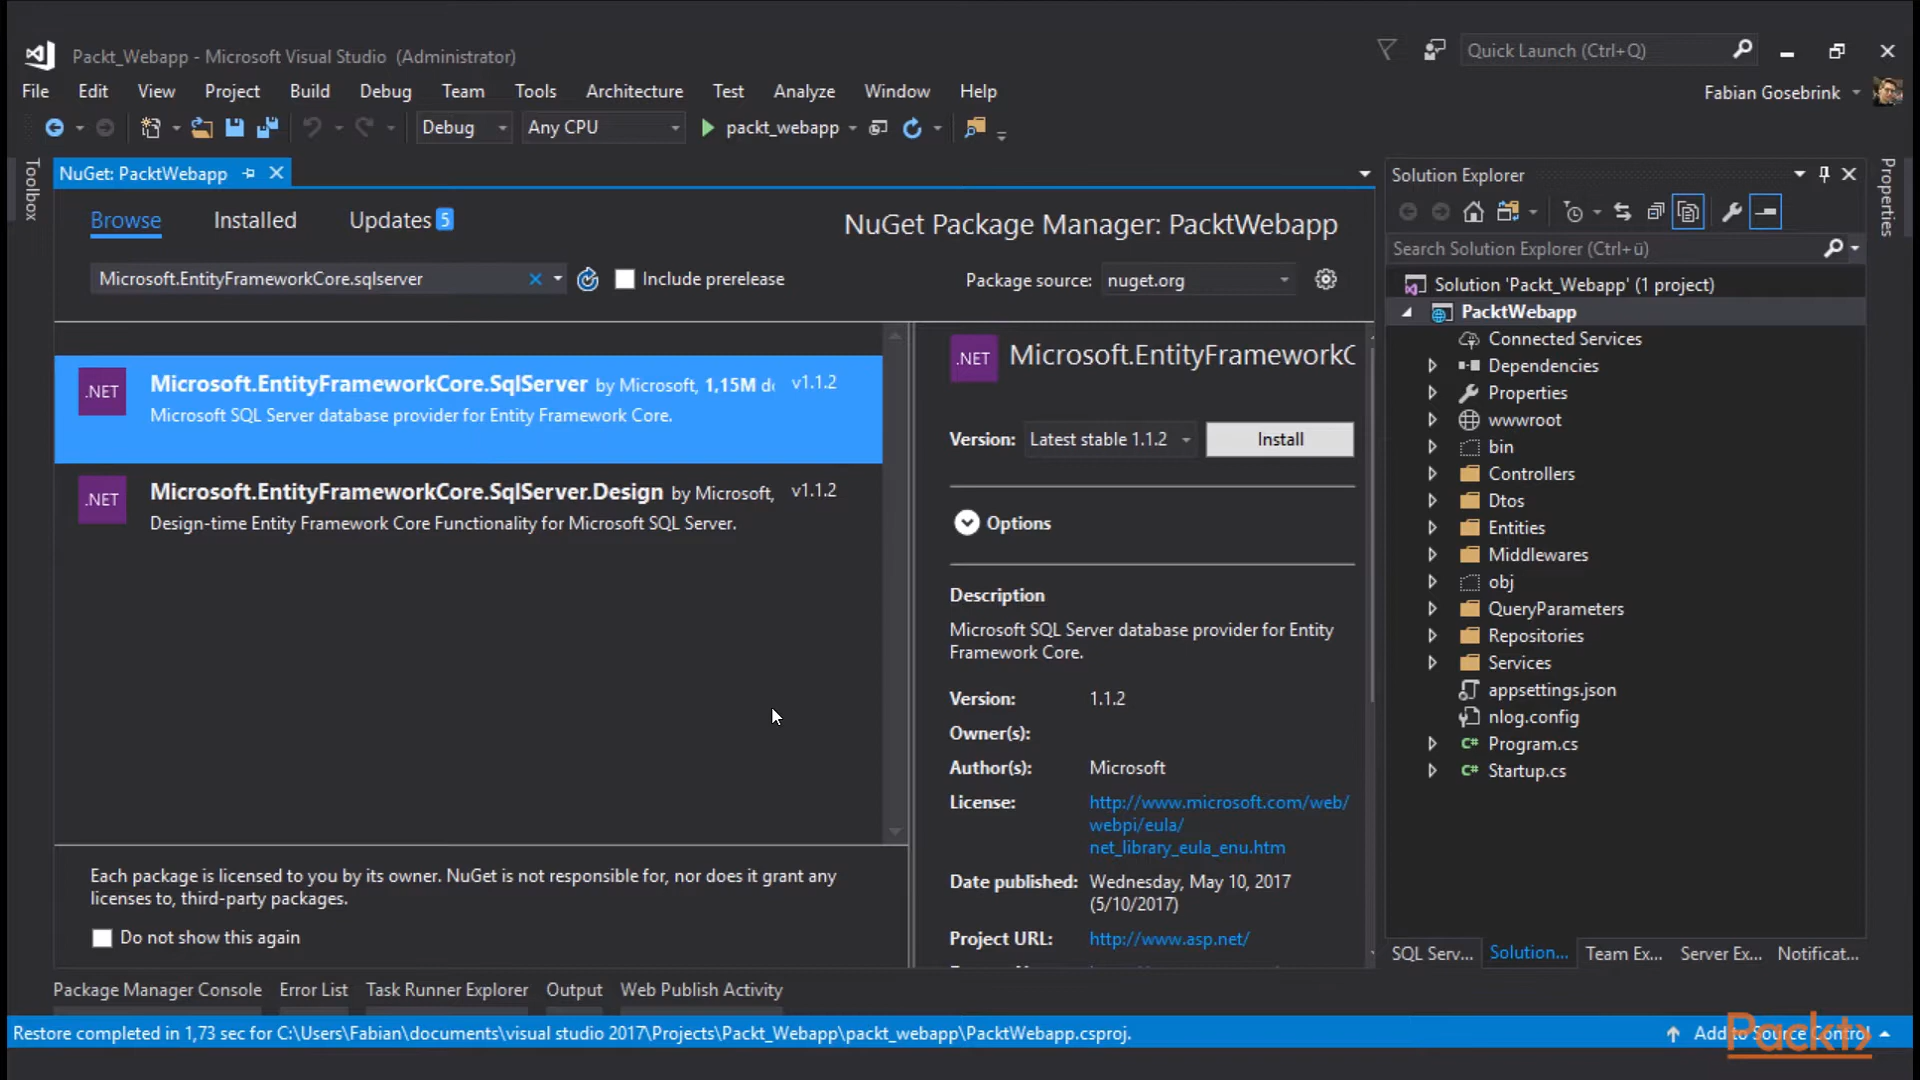 Packt_Webapp - Microsoft Visual Studio (Administrator)
Quick Launch (Ctrl+Q)
File Edit View Project Build Debug Team Tools Architecture Test Analyze Window Help
Fabian Gosebrink
Debug Any CPU packt_webapp
Toolbox
NuGet: PacktWebapp
Browse Installed Updates 5
NuGet Package Manager: PacktWebapp
Microsoft.EntityFrameworkCore.sqlserver
Include prerelease
Package source: nuget.org
.NET
Microsoft.EntityFrameworkCore.SqlServer by Microsoft, 1,15M do v1.1.2
Microsoft SQL Server database provider for Entity Framework Core.
.NET
Microsoft.EntityFrameworkCore.SqlServer.Design by Microsoft, v1.1.2
Design-time Entity Framework Core Functionality for Microsoft SQL Server.
Each package is licensed to you by its owner. NuGet is not responsible for, nor does it grant any
licenses to, third-party packages.
Do not show this again
.NET
Microsoft.EntityFrameworkC
Version: Latest stable 1.1.2 Install
Options
Description
Microsoft SQL Server database provider for Entity
Framework Core.
Version: 1.1.2
Owner(s):
Author(s): Microsoft
License: http://www.microsoft.com/web/
webpi/eula/
net_library_eula_enu.htm
Date published: Wednesday, May 10, 2017
(5/10/2017)
Project URL: http://www.asp.net/
Solution Explorer
Search Solution Explorer (Ctrl+ü)
Solution 'Packt_Webapp' (1 project)
PacktWebapp
Connected Services
Dependencies
Properties
wwwroot
bin
Controllers
Dtos
Entities
Middlewares
obj
QueryParameters
Repositories
Services
appsettings.json
nlog.config
C# Program.cs
C# Startup.cs
SQL Serv... Solution... Team Ex... Server Ex... Notificat...
Properties
Package Manager Console Error List Task Runner Explorer Output Web Publish Activity
Restore completed in 1,73 sec for C:\Users\Fabian\documents\visual studio 2017\Projects\Packt_Webapp\packt_webapp\PacktWebapp.csproj.
Add to Source Control
Packt>